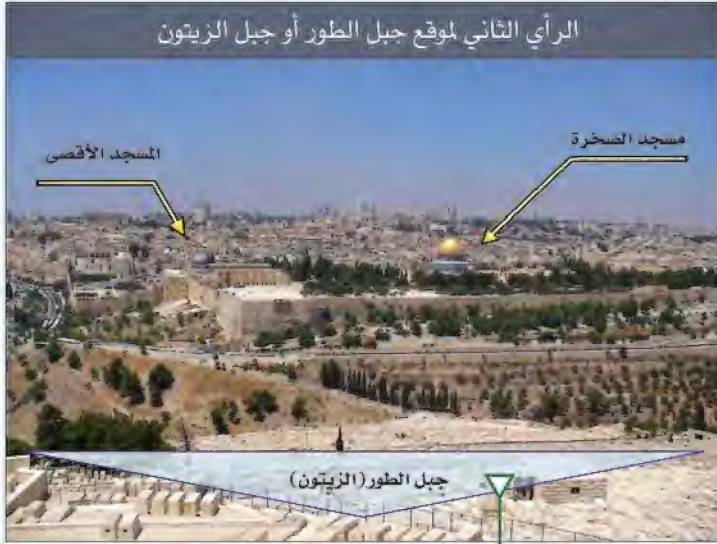 الرأي الثاني لموقع جبل الطور أو جبل الزيتون
مسجد الصخرة
المسجد الأقصى
جبل الطور (الزيتون)